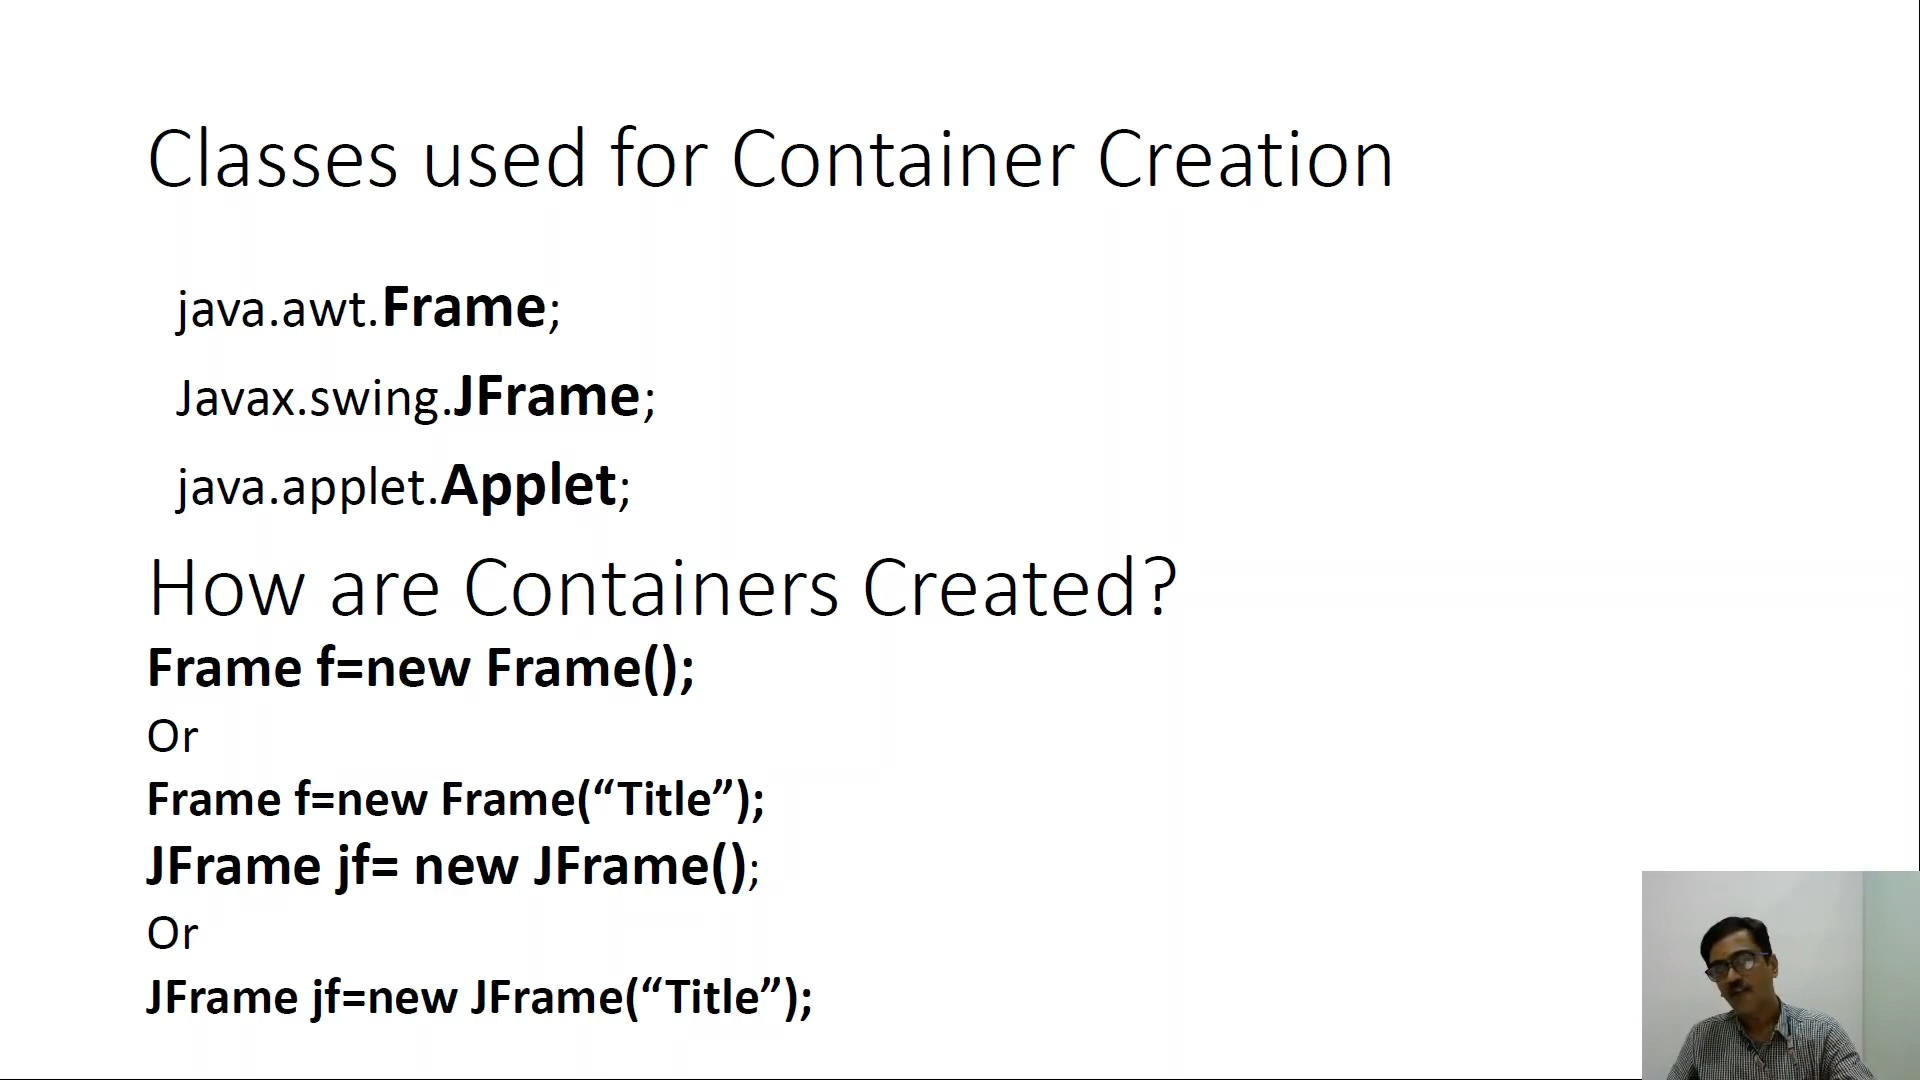 Classes used for Container Creation
java.awt.Frame;
Javax.swing.JFrame;
java.applet.Applet;
How are Containers Created?
Frame f=new Frame();
Or
Frame f=new Frame(“Title”);
JFrame jf= new JFrame();
Or
JFrame jf=new JFrame(“Title”);